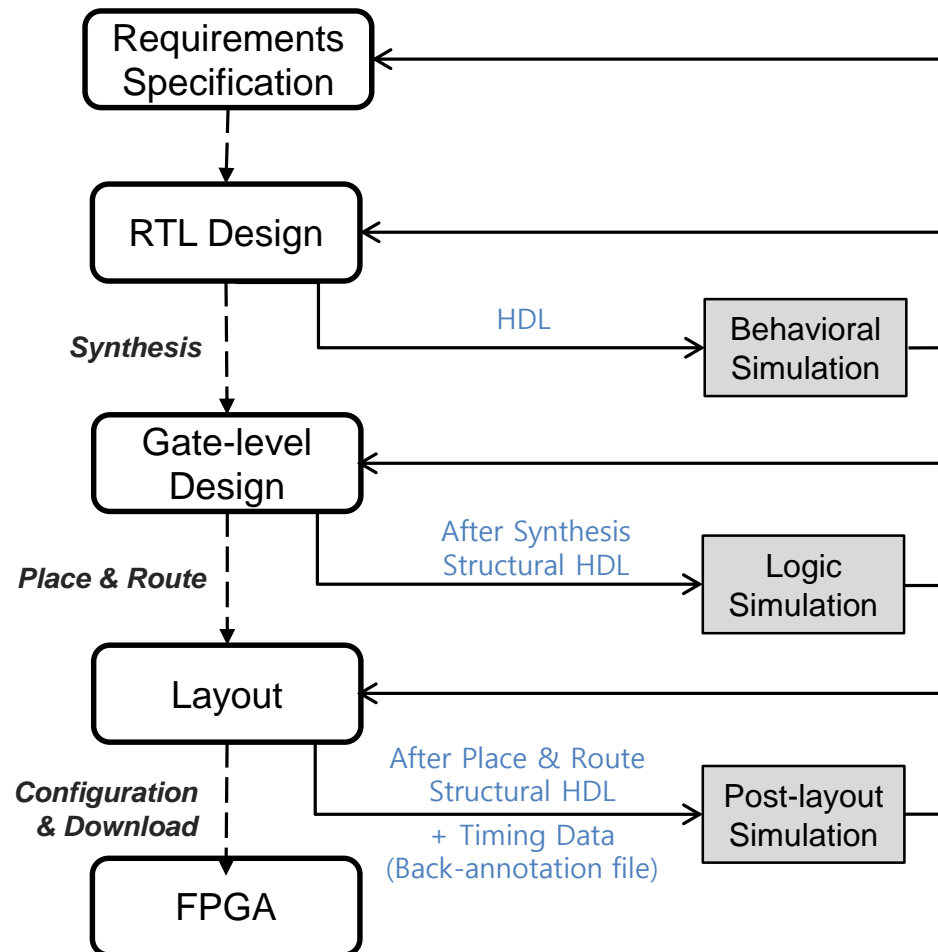 Requirements
Specification
RTL Design
HDL
Behavioral
Simulation
Synthesis
Gate-level
Design
After Synthesis
Structural HDL
Logic
Simulation
Place & Route
Layout
After Place & Route
Structural HDL
+ Timing Data
(Back-annotation file)
Post-layout
Simulation
Configuration
& Download
FPGA